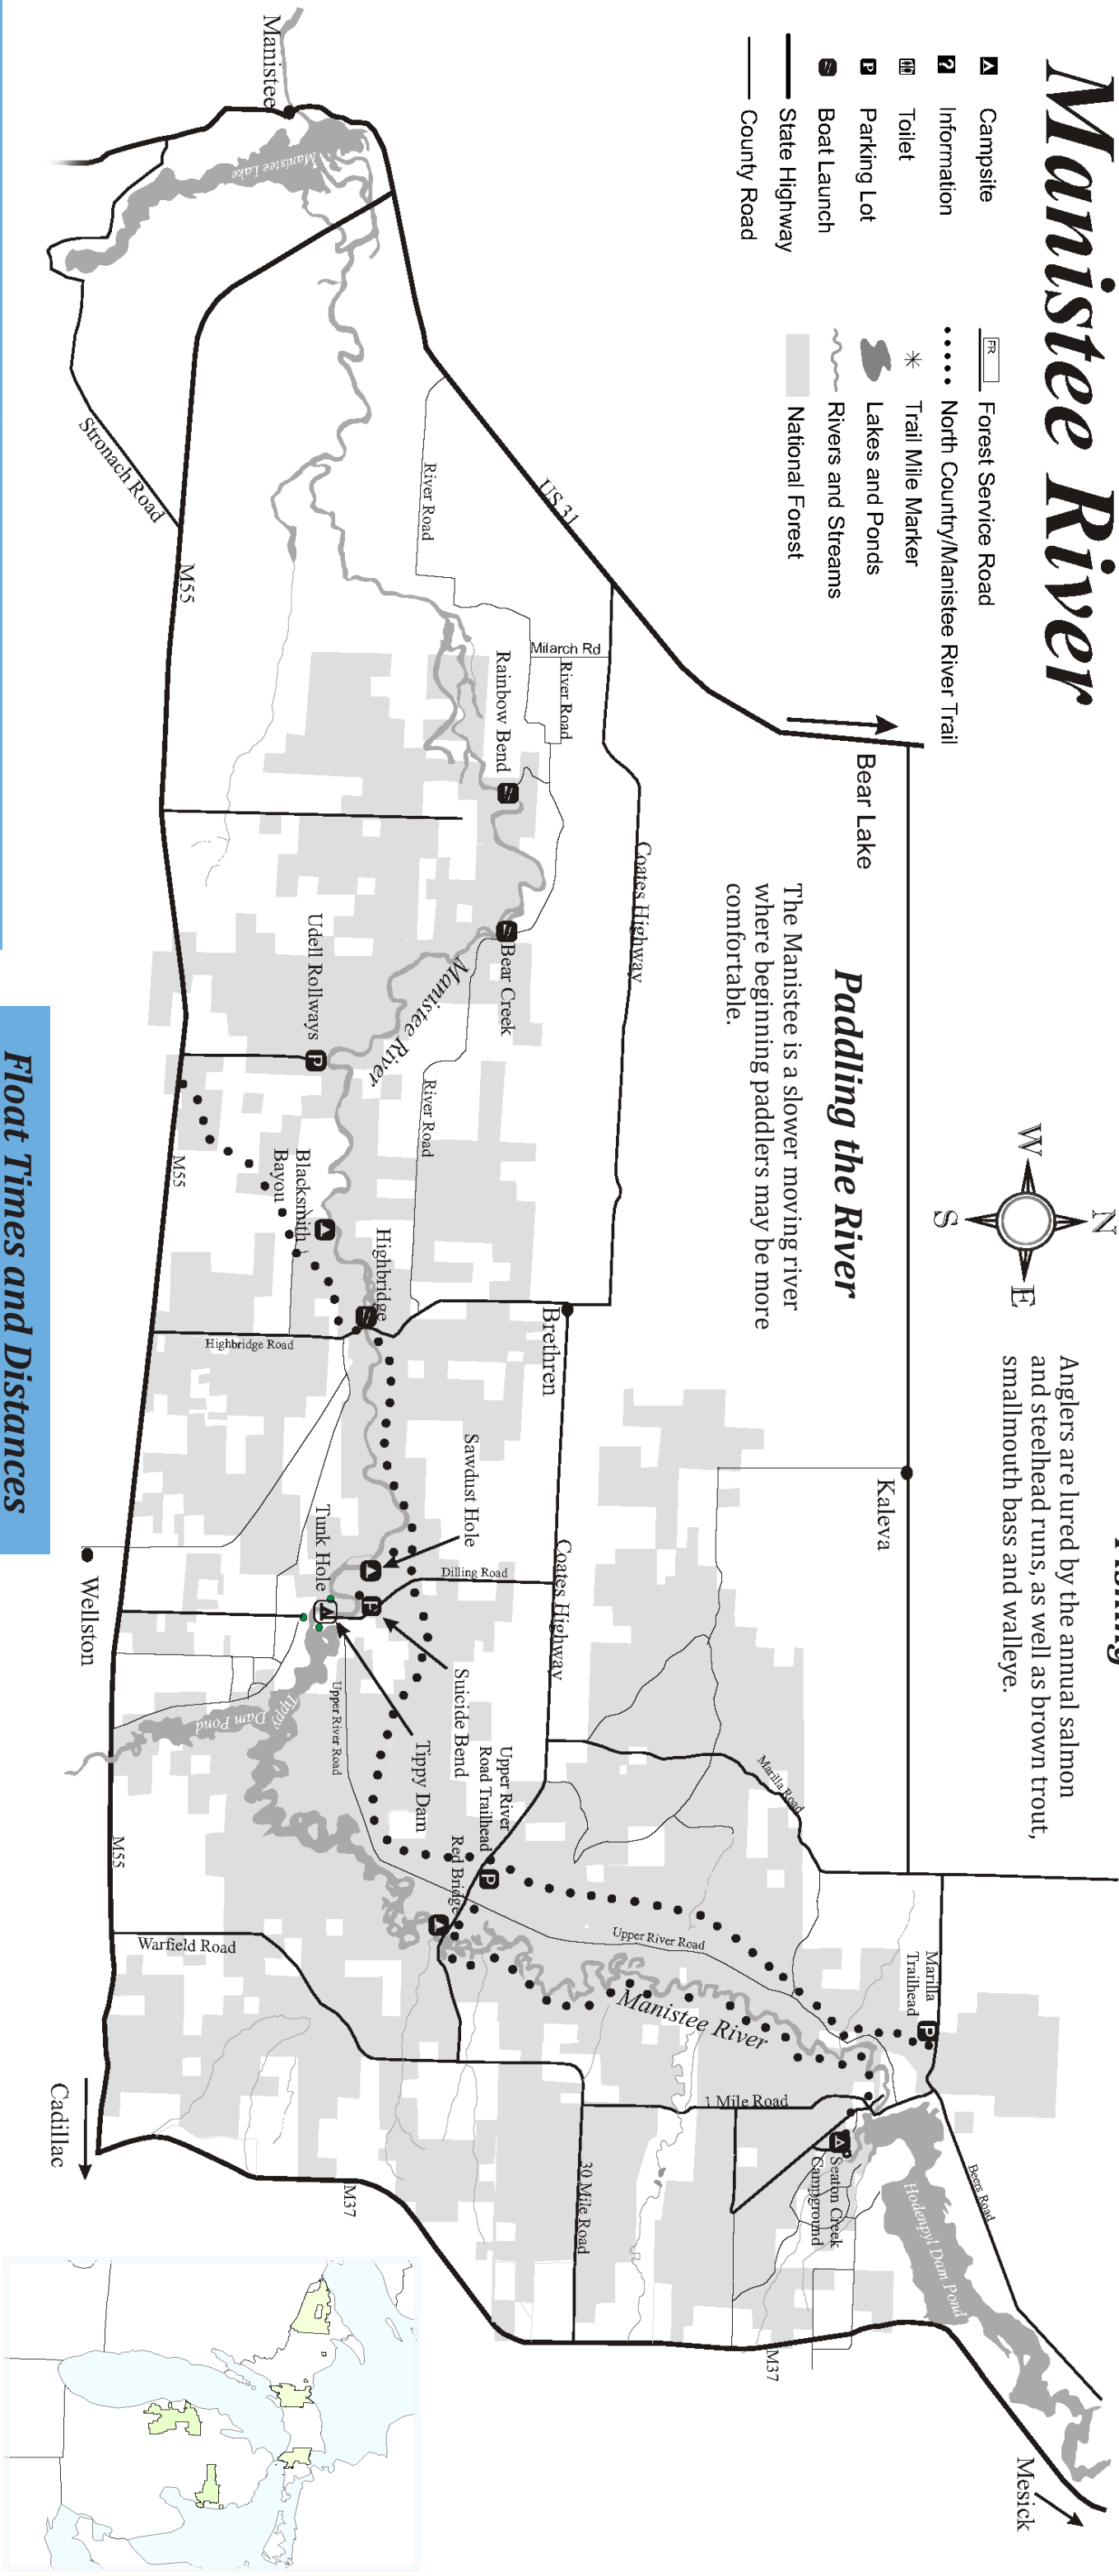 Manistee River
Campsite
Information
Toilet
Parking Lot
Boat Launch
State Highway
County Road
FR
Forest Service Road
North Country/Manistee River Trail
Trail Mile Marker
Lakes and Ponds
Rivers and Streams
National Forest
N
W
E
S
Anglers are lured by the annual salmon
and steelhead runs, as well as brown trout,
smallmouth bass and walleye.
Paddling the River
The Manistee is a slower moving river
where beginning paddlers may be more
comfortable.
Manistee
Manistee Lake
Stronach Road
M55
River Road
US 31
Milarch Rd
River Road
Rainbow Bend
Bear Lake
Coates Highway
Bear Creek
Manistee River
Udell Rollways
River Road
M55
Blacksmith
Bayou
Highbridge
Highbridge Road
Brethren
Kaleva
Sawdust Hole
Tunk Hole
Dilling Road
Coates Highway
Wellston
Suicide Bend
Tippy Dam
Tippy
Dam Pond
Upper River Road
Upper River
Road Trailhead
Red Bridge
Marilla Road
M55
Warfield Road
Upper River Road
Manistee River
Marilla
Trailhead
1 Mile Road
Seaton Creek
Campground
30 Mile Road
Beers Road
Hodenpyl Dam Pond
M37
M37
Cadillac
Mesick
Float Times and Distances